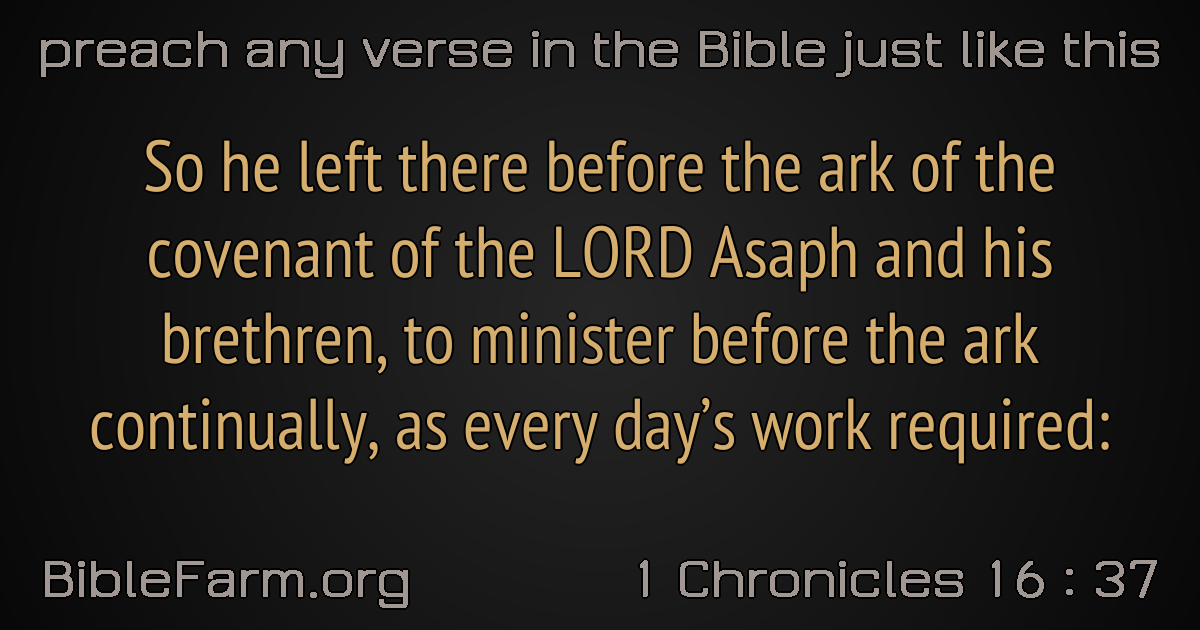 preach any verse in the Bible just like this
So he left there before the ark of the
covenant of the LORD Asaph and his
brethren, to minister before the ark
continually, as every day’s work required:
BibleFarm.org
1 Chronicles 16 : 37